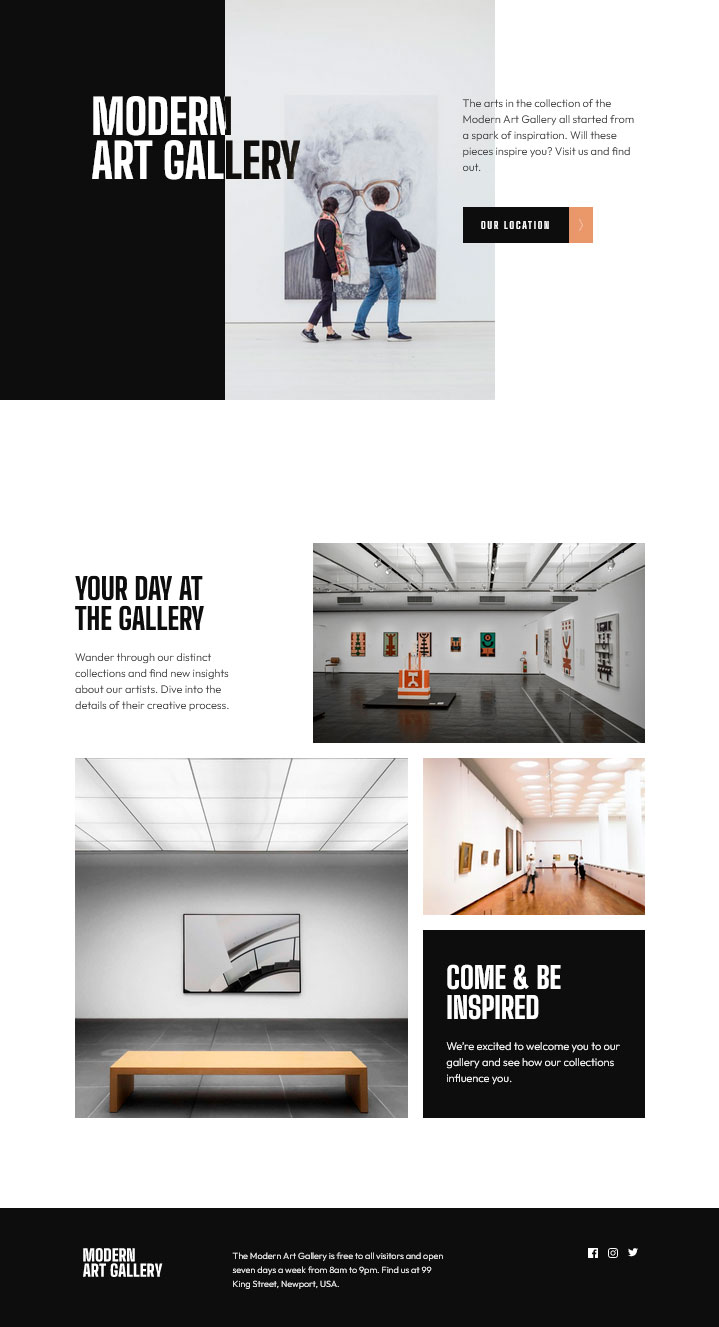 MODERN
ART GALLERY
The arts in the collection of the
Modern Art Gallery all started from
a spark of inspiration. Will these
pieces inspire you? Visit us and find
out.
OUR LOCATION
YOUR DAY AT
THE GALLERY
Wander through our distinct
collections and find new insights
about our artists. Dive into the
details of their creative process.
COME & BE
INSPIRED
We're excited to welcome you to our
gallery and see how our collections
influence you.
MODERN
ART GALLERY
The Modern Art Gallery is free to all visitors and open
seven days a week from 8am to 9pm. Find us at 99
King Street, Newport, USA.